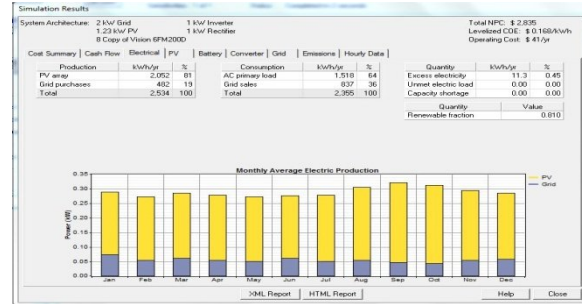 Simulation Results
System Architecture: 2 kW Grid 1 kW Inverter Total NPC: $ 2,835
1.23 kW PV 1 kW Rectifier Levelized COE: $ 0.168/kWh
8 Copy of Vision 6FM200D Operating Cost: $ 41/yr
Cost Summary Cash Flow Electrical PV Battery Converter Grid Emissions Hourly Data
Production kWh/yr % Consumption kWh/yr % Quantity kWh/yr %
PV array 2,052 81 AC primary load 1,518 64 Excess electricity 11.3 0.45
Grid purchases 482 19 Grid sales 837 36 Unmet electric load 0.00 0.00
Total 2,534 100 Total 2,355 100 Capacity shortage 0.00 0.00
Quantity Value
Renewable fraction 0.810
Monthly Average Electric Production
Power (kW)
0.35
0.30
0.25
0.20
0.15
0.10
0.05
0.00
Jan Feb Mar Apr May Jun Jul Aug Sep Oct Nov Dec
PV
Grid
XML Report HTML Report Help Close